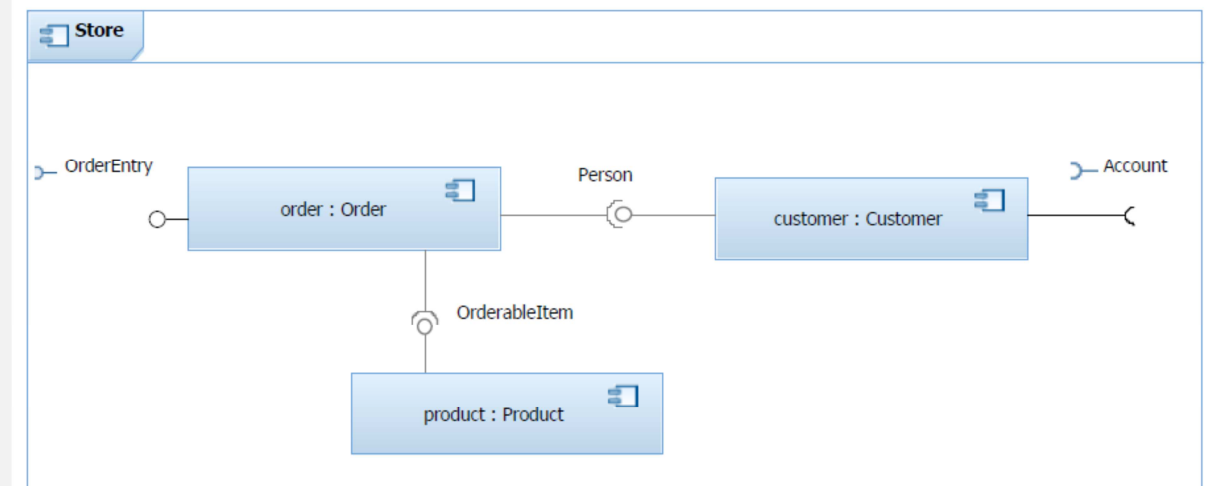 Store
OrderEntry
Person
Account
order : Order
customer : Customer
OrderableItem
product : Product